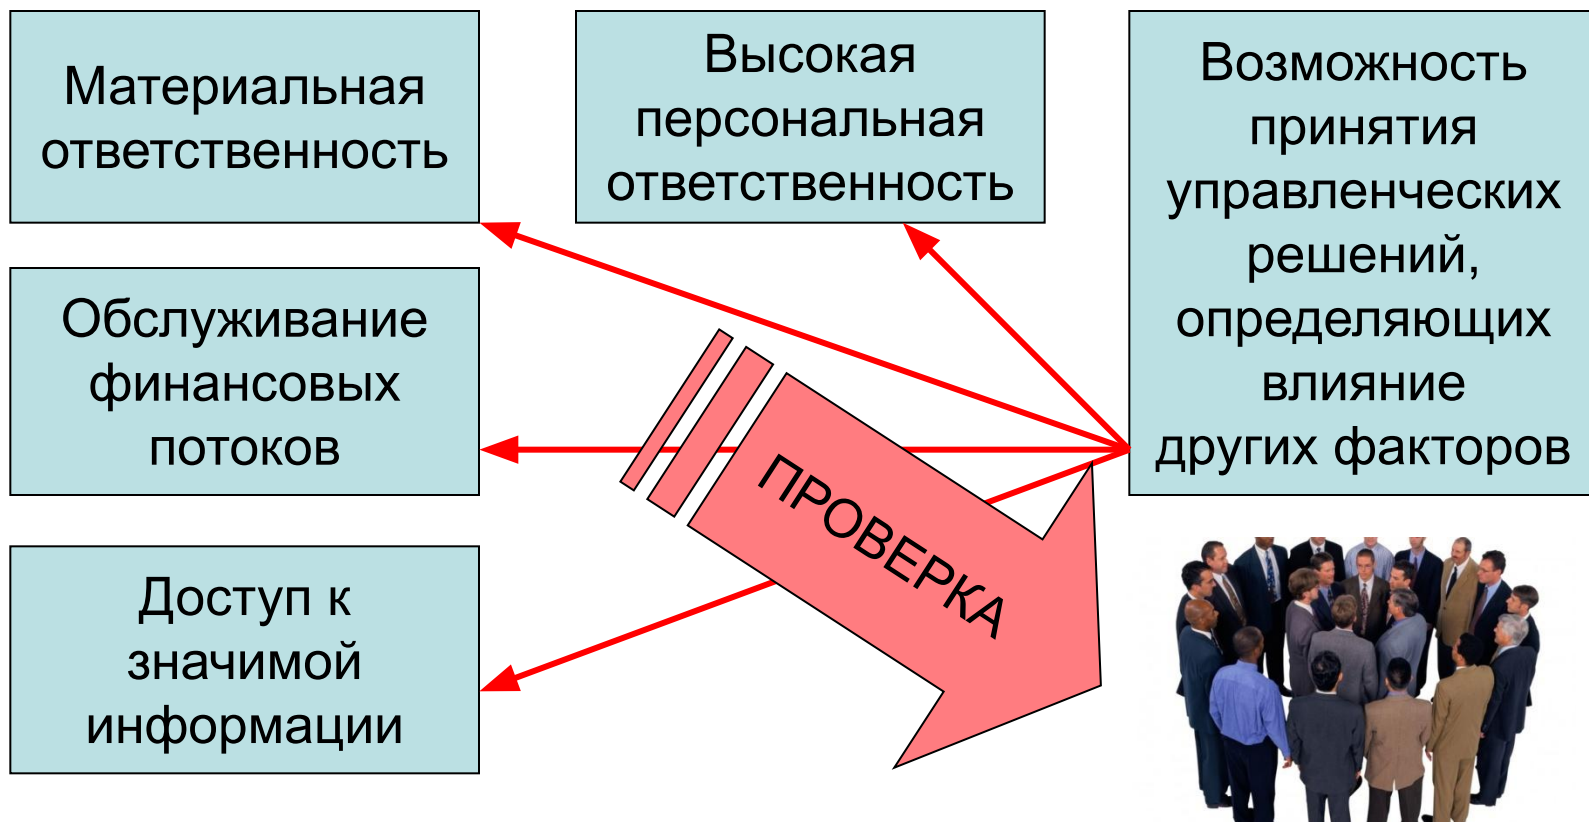 Материальная
ответственность
Высокая
персональная
ответственность
Возможность
принятия
управленческих
решений,
определяющих
влияние
других факторов
Обслуживание
финансовых
потоков
ПРОВЕРКА
Доступ к
значимой
информации